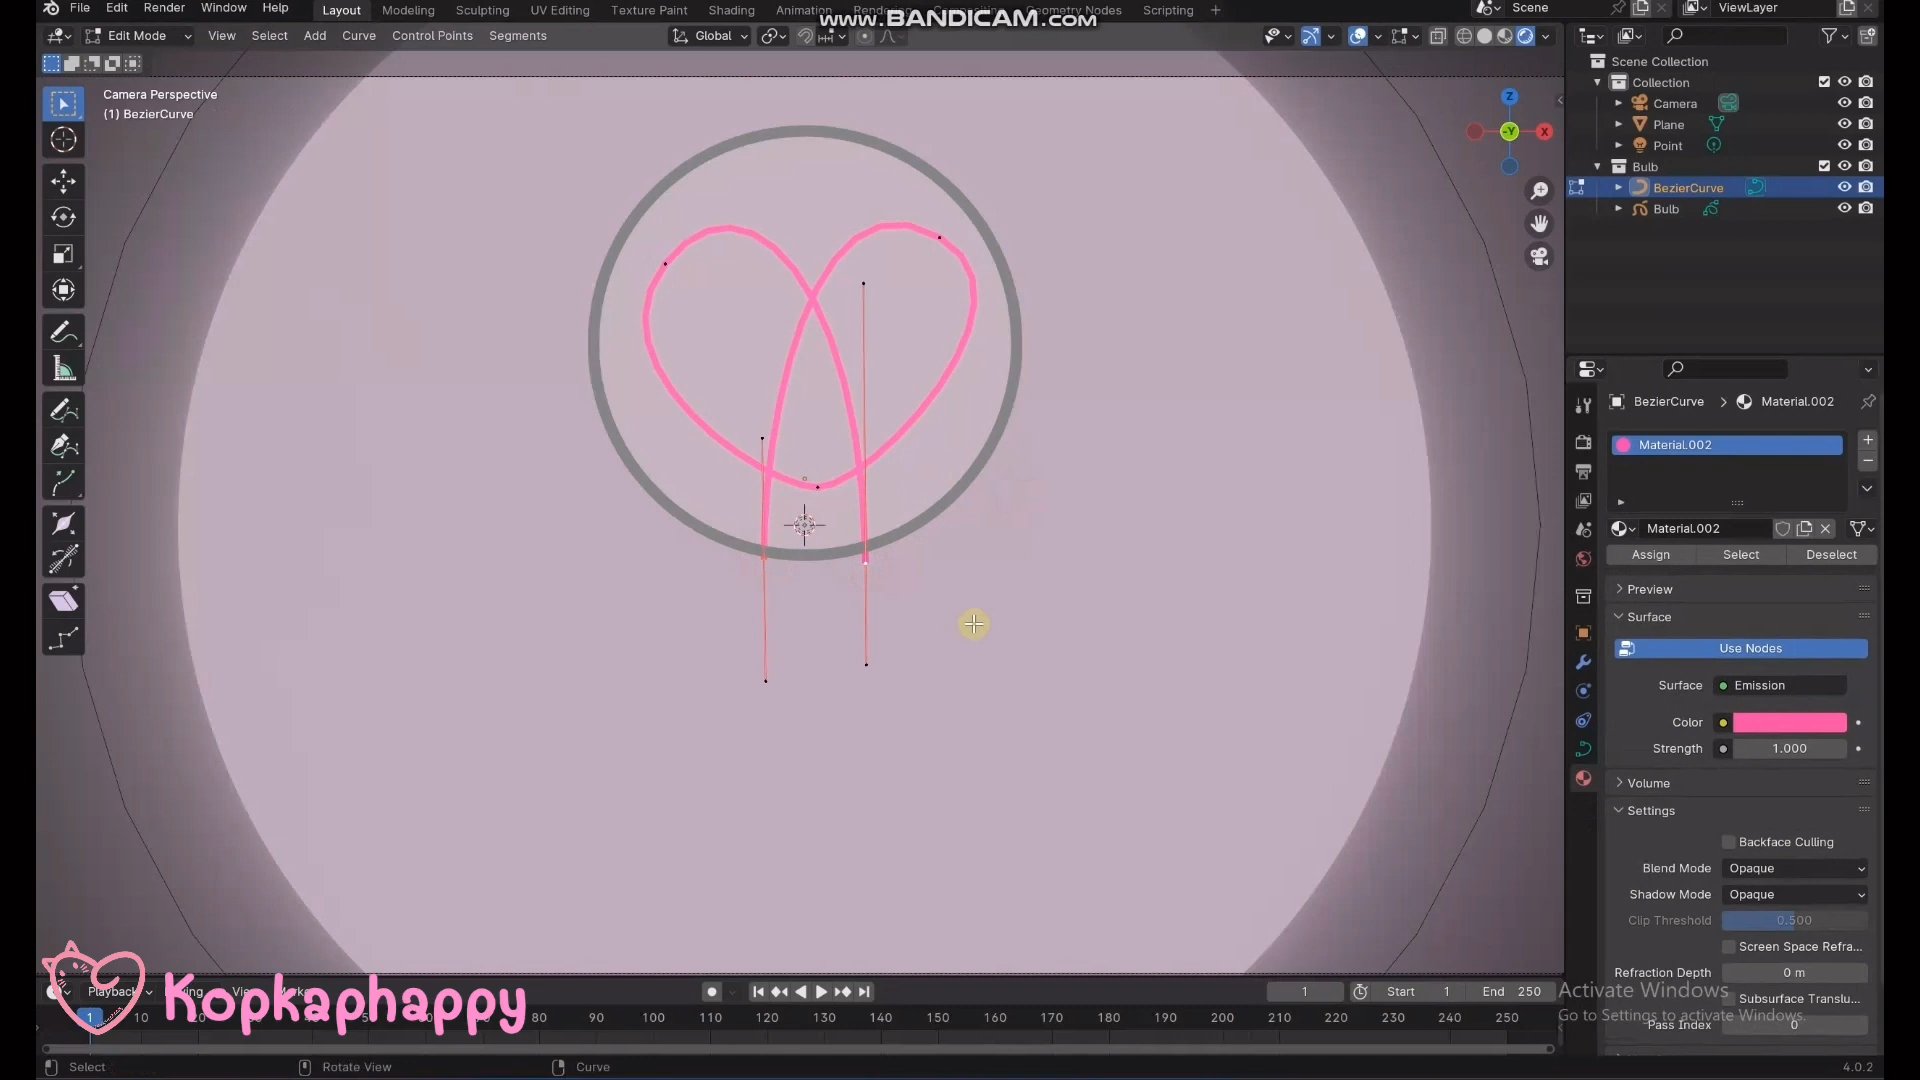 File Edit Render Window Help Layout Modeling Sculpting UV Editing Texture Paint Shading Geometry Nodes Scripting + Scene ViewLayer
www.BANDICAM.com
Edit Mode View Select Add Curve Control Points Segments Global
Camera Perspective
(1) BezierCurve
Z
-Y
X
Scene Collection
Collection
Camera
Plane
Point
Bulb
BezierCurve
Bulb
BezierCurve > Material.002
Material.002
Material.002
Assign Select Deselect
Preview
Surface
Use Nodes
Surface Emission
Color
Strength 1.000
Volume
Settings
Backface Culling
Blend Mode Opaque
Shadow Mode Opaque
Clip Threshold 0.500
Screen Space Refra...
Refraction Depth 0 m
Subsurface Translu...
Pass Index 0
Activate Windows
Go to Settings to activate Windows.
Kopkaphappy
Playback
1 Start 1 End 250
1 10 80 90 100 110 120 130 140 150 160 170 180 190 200 210 220 230 240 250
Select Rotate View Curve 4.0.2